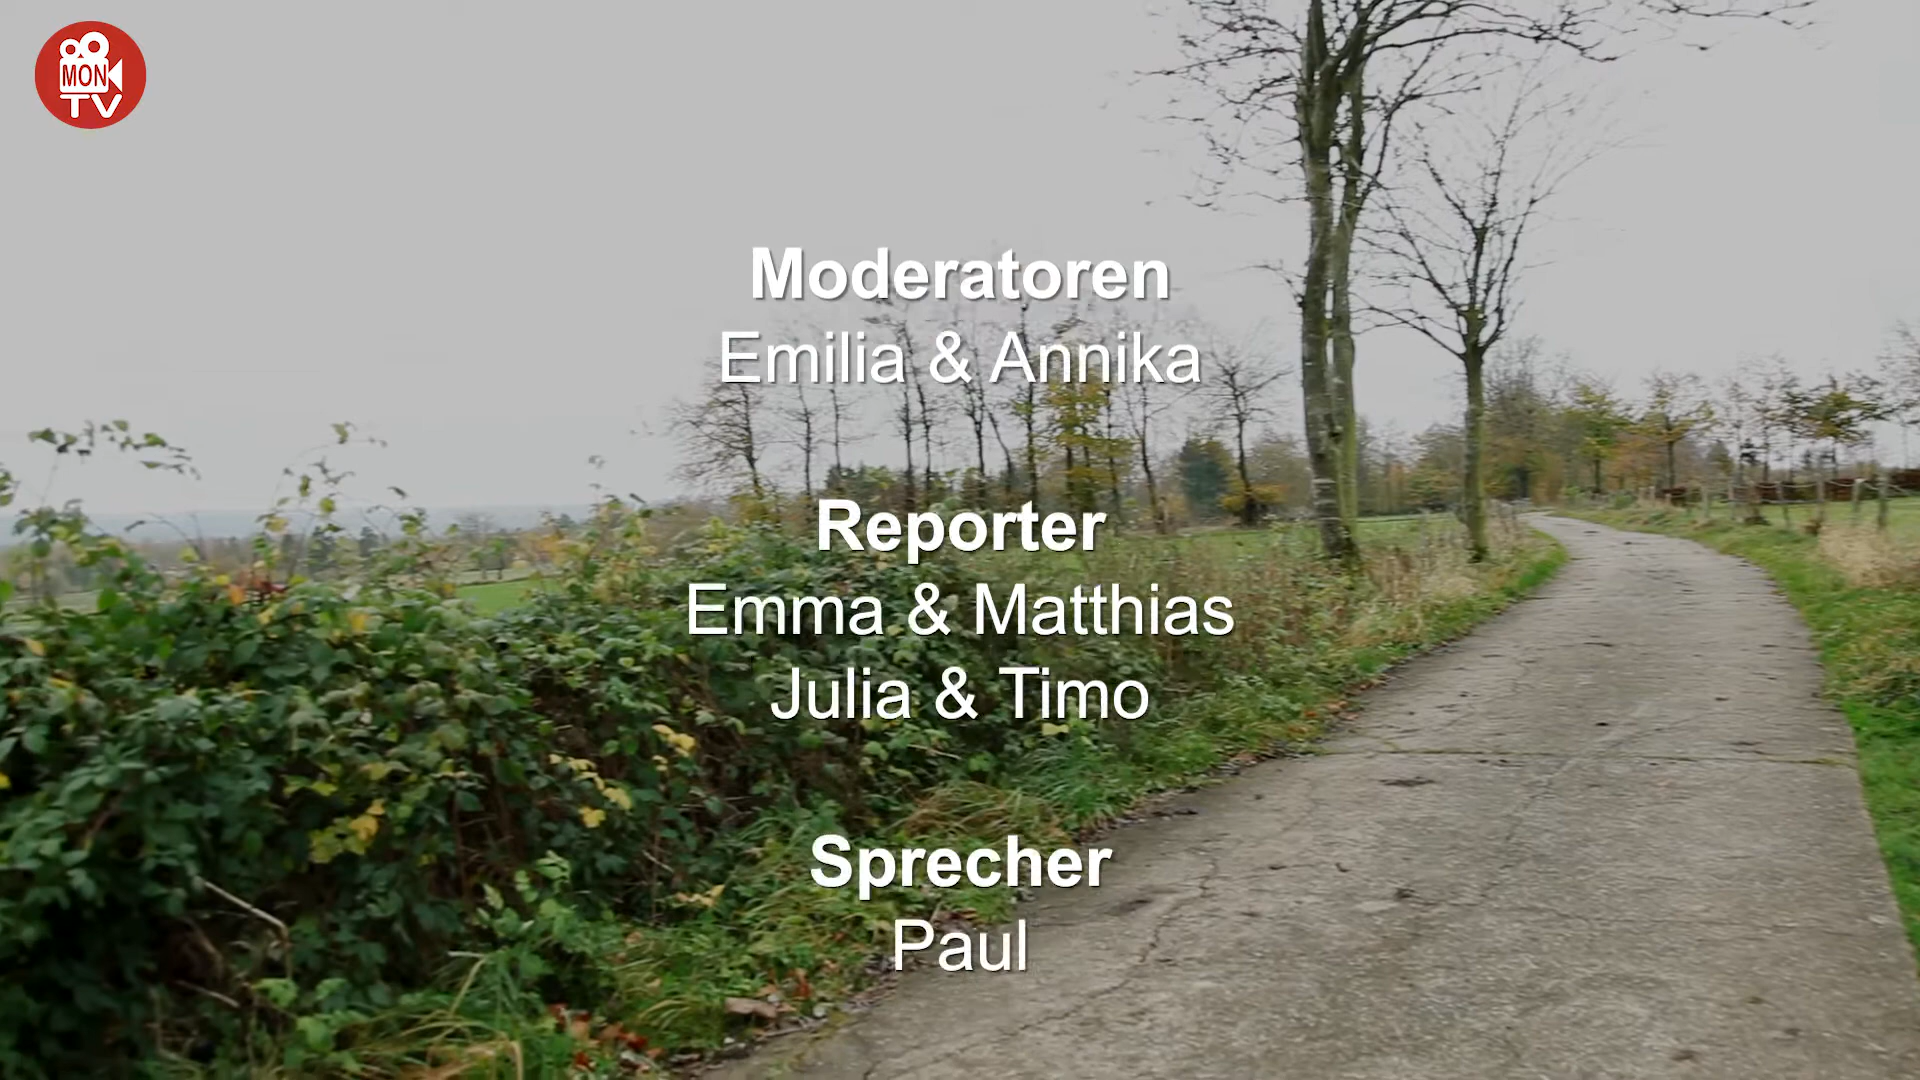 MON
TV
Moderatoren
Emilia & Annika
Reporter
Emma & Matthias
Julia & Timo
Sprecher
Paul